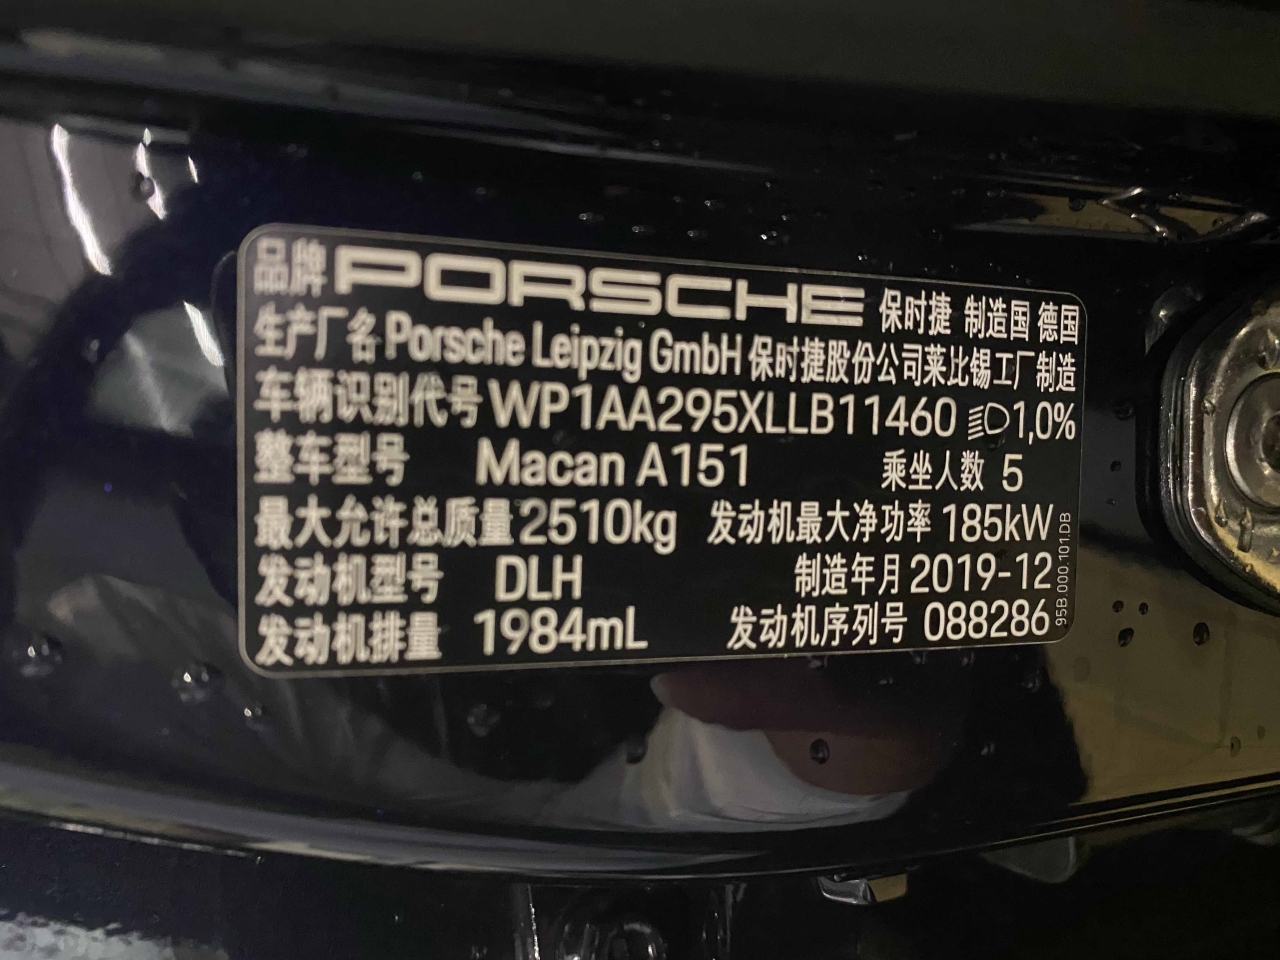 品牌 PORSCHE 保时捷 制造国 德国
生产厂名 Porsche Leipzig GmbH 保时捷股份公司莱比锡工厂制造
车辆识别代号 WP1AA295XLLB11460 1,0%
整车型号 Macan A151 乘坐人数 5
最大允许总质量 2510kg 发动机最大净功率 185kW
发动机型号 DLH 制造年月 2019-12
发动机排量 1984mL 发动机序列号 088286
95B.000.101.DB